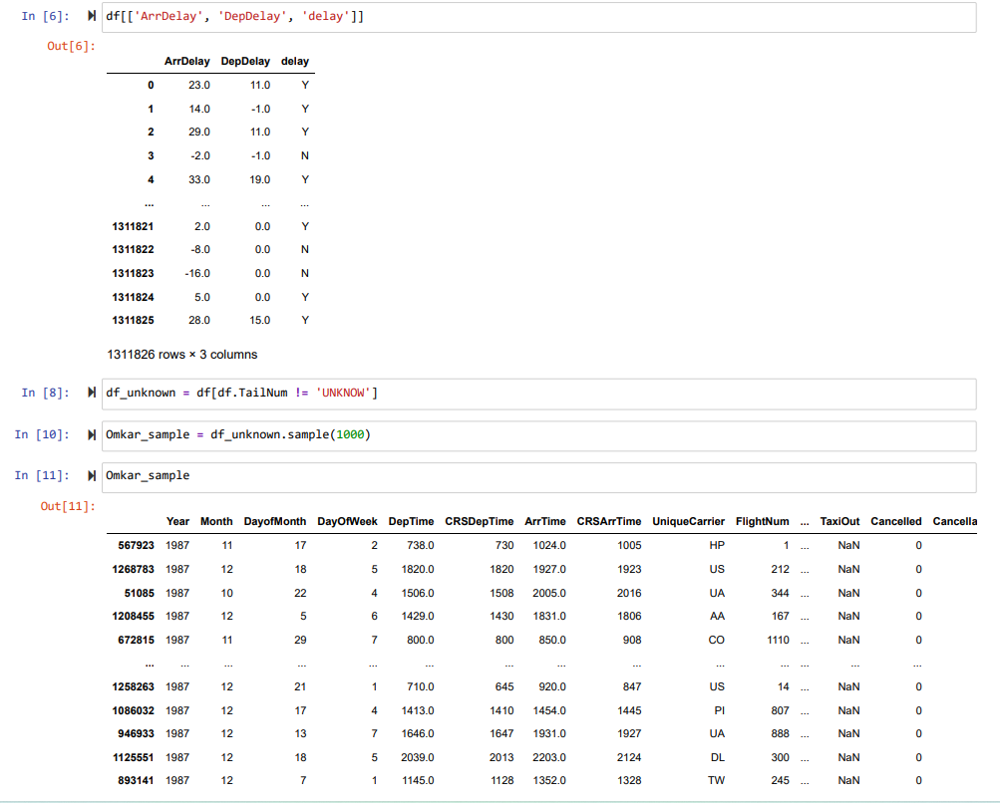 In [6]: df[['ArrDelay', 'DepDelay', 'delay']]
Out[6]:
ArrDelay DepDelay delay
0 23.0 11.0 Y
1 14.0 -1.0 Y
2 29.0 11.0 Y
3 -2.0 -1.0 N
4 33.0 19.0 Y
... ... ... ...
1311821 2.0 0.0 Y
1311822 -8.0 0.0 N
1311823 -16.0 0.0 N
1311824 5.0 0.0 Y
1311825 28.0 15.0 Y
1311826 rows × 3 columns
In [8]: df_unknown = df[df.TailNum != 'UNKNOW']
In [10]: Omkar_sample = df_unknown.sample(1000)
In [11]: Omkar_sample
Out[11]:
Year Month DayofMonth DayOfWeek DepTime CRSDepTime ArrTime CRSArrTime UniqueCarrier FlightNum ... TaxiOut Cancelled Cancella
567923 1987 11 17 2 738.0 730 1024.0 1005 HP 1 ... NaN 0
1268783 1987 12 18 5 1820.0 1820 1927.0 1923 US 212 ... NaN 0
51085 1987 10 22 4 1506.0 1508 2005.0 2016 UA 344 ... NaN 0
1208455 1987 12 5 6 1429.0 1430 1831.0 1806 AA 167 ... NaN 0
672815 1987 11 29 7 800.0 800 850.0 908 CO 1110 ... NaN 0
... ... ... ... ... ... ... ... ... ... ... ... ... ...
1258263 1987 12 21 1 710.0 645 920.0 847 US 14 ... NaN 0
1086032 1987 12 17 4 1413.0 1410 1454.0 1445 PI 807 ... NaN 0
946933 1987 12 13 7 1646.0 1647 1931.0 1927 UA 888 ... NaN 0
1125551 1987 12 18 5 2039.0 2013 2203.0 2124 DL 300 ... NaN 0
893141 1987 12 7 1 1145.0 1128 1352.0 1328 TW 245 ... NaN 0